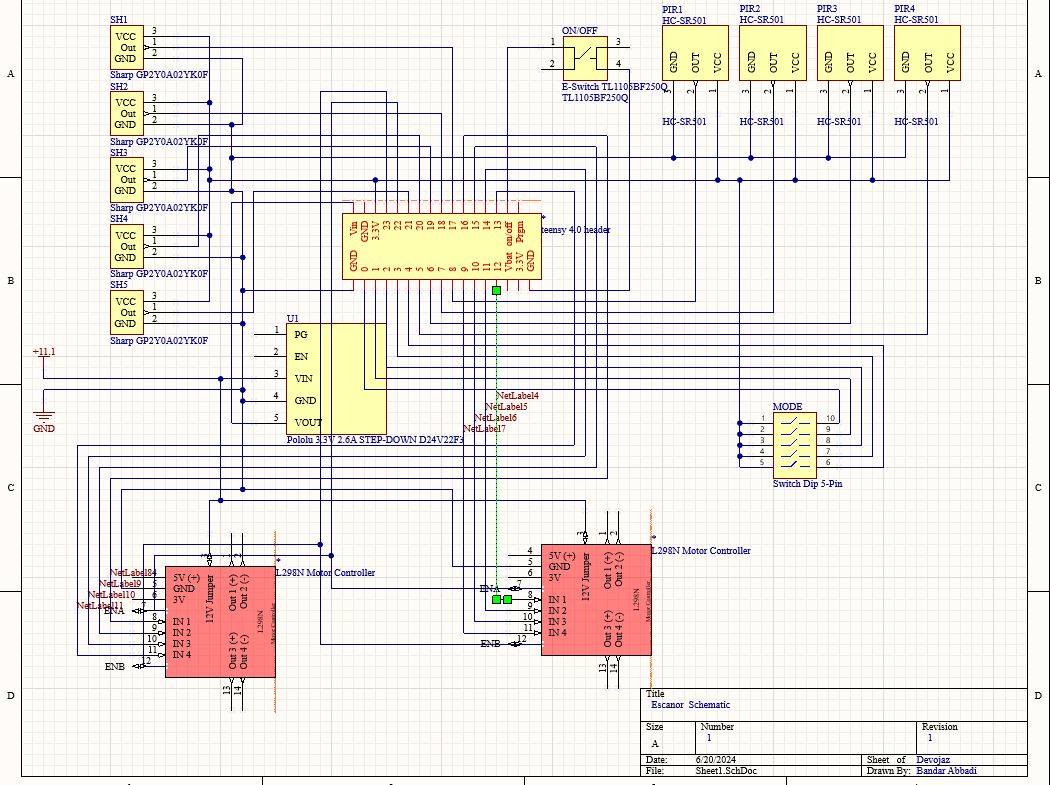 SH1
VCC 3
Out 1
GND 2
Sharp GP2Y0A02YK0F
SH2
VCC 3
Out 1
GND 2
Sharp GP2Y0A02YK0F
SH3
VCC 3
Out 1
GND 2
Sharp GP2Y0A02YK0F
SH4
VCC 3
Out 1
GND 2
Sharp GP2Y0A02YK0F
SH5
VCC 3
Out 1
GND 2
Sharp GP2Y0A02YK0F
ON/OFF
1 3
2 4
E-Switch TL1105BF250Q
TL1105BF250Q
PIR1
HC-SR501
GND OUT VCC
3 2 1
HC-SR501
PIR2
HC-SR501
GND OUT VCC
3 2 1
HC-SR501
PIR3
HC-SR501
GND OUT VCC
3 2 1
HC-SR501
PIR4
HC-SR501
GND OUT VCC
3 2 1
HC-SR501
A
A
B
B
C
C
D
D
*
teensy 4.0 header
Vin GND 3.3V 23 22 21 20 19 18 17 16 15 14 13 on/off Prgm
GND 0 1 2 3 4 5 6 7 8 9 10 11 12 Vbat 3.3V GND
U1
1 PG
2 EN
3 VIN
4 GND
5 VOUT
Pololu 3.3V 2.6A STEP-DOWN D24V22F3
+11.1
GND
NetLabel4
NetLabel5
NetLabel6
NetLabel7
MODE
1 10
2 9
3 8
4 7
5 6
Switch Dip 5-Pin
*
L298N Motor Controller
NetLabel8
NetLabel9
NetLabel10
NetLabel11
4 5V (+)
5 GND
6 3V
ENA 7
8 IN 1
9 IN 2
10 IN 3
11 IN 4
ENB 12
3 12V Jumper
1 Out 1 (+)
2 Out 2 (-)
Out 3 (+) 13
Out 4 (-) 14
L298N
Motor Controller
*
L298N Motor Controller
4 5V (+)
5 GND
6 3V
ENA 7
8 IN 1
9 IN 2
10 IN 3
11 IN 4
ENB 12
3 12V Jumper
1 Out 1 (+)
2 Out 2 (-)
Out 3 (+) 13
Out 4 (-) 14
L298N
Motor Controller
Title
Escanor Schematic
Size
A
Number
1
Revision
1
Date: 6/20/2024
Sheet of Devojaz
File: Sheet1.SchDoc
Drawn By: Bandar Abbadi